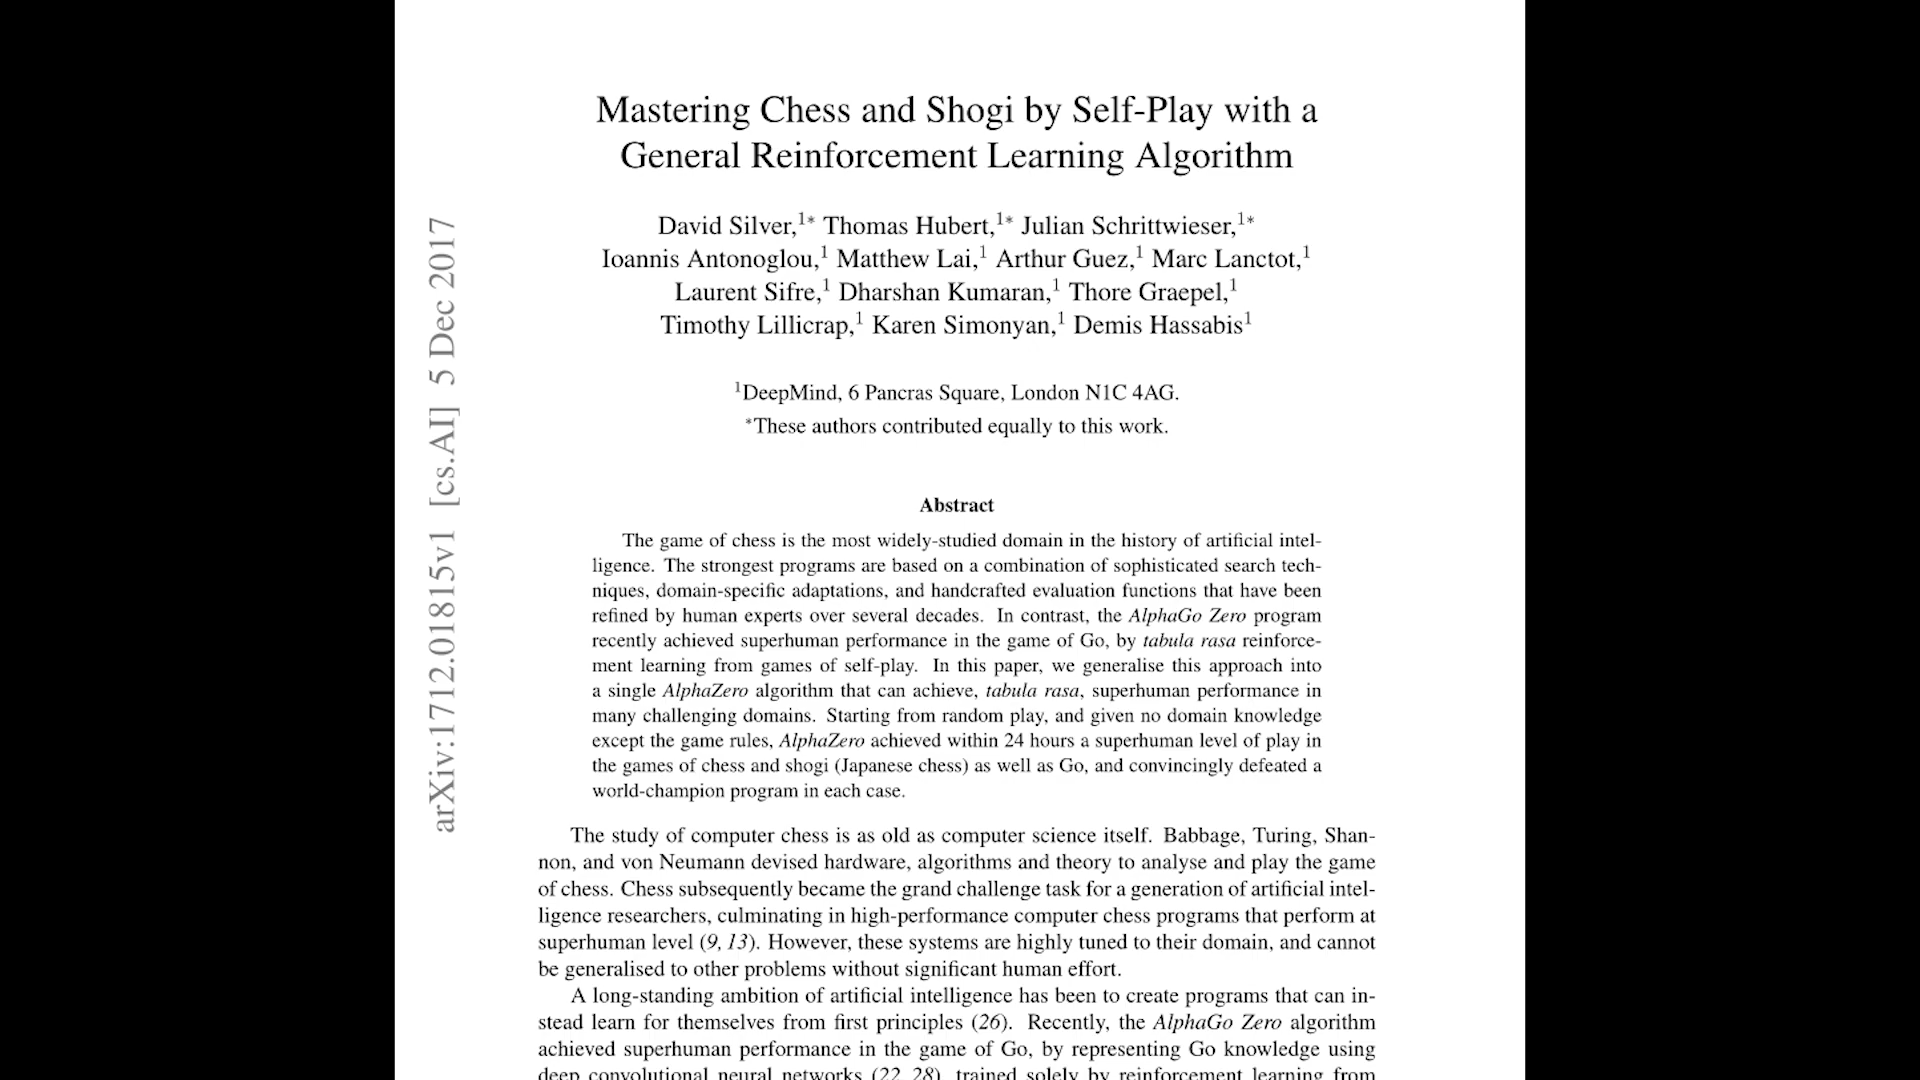 Mastering Chess and Shogi by Self-Play with a
General Reinforcement Learning Algorithm
David Silver,1* Thomas Hubert,1* Julian Schrittwieser,1*
Ioannis Antonoglou,1 Matthew Lai,1 Arthur Guez,1 Marc Lanctot,1
Laurent Sifre,1 Dharshan Kumaran,1 Thore Graepel,1
Timothy Lillicrap,1 Karen Simonyan,1 Demis Hassabis1
1DeepMind, 6 Pancras Square, London N1C 4AG.
*These authors contributed equally to this work.
arXiv:1712.01815v1 [cs.AI] 5 Dec 2017
Abstract
The game of chess is the most widely-studied domain in the history of artificial intel-
ligence. The strongest programs are based on a combination of sophisticated search tech-
niques, domain-specific adaptations, and handcrafted evaluation functions that have been
refined by human experts over several decades. In contrast, the AlphaGo Zero program
recently achieved superhuman performance in the game of Go, by tabula rasa reinforce-
ment learning from games of self-play. In this paper, we generalise this approach into
a single AlphaZero algorithm that can achieve, tabula rasa, superhuman performance in
many challenging domains. Starting from random play, and given no domain knowledge
except the game rules, AlphaZero achieved within 24 hours a superhuman level of play in
the games of chess and shogi (Japanese chess) as well as Go, and convincingly defeated a
world-champion program in each case.
The study of computer chess is as old as computer science itself. Babbage, Turing, Shan-
non, and von Neumann devised hardware, algorithms and theory to analyse and play the game
of chess. Chess subsequently became the grand challenge task for a generation of artificial intel-
ligence researchers, culminating in high-performance computer chess programs that perform at
superhuman level (9, 13). However, these systems are highly tuned to their domain, and cannot
be generalised to other problems without significant human effort.
A long-standing ambition of artificial intelligence has been to create programs that can in-
stead learn for themselves from first principles (26). Recently, the AlphaGo Zero algorithm
achieved superhuman performance in the game of Go, by representing Go knowledge using
deep convolutional neural networks (22, 28), trained solely by reinforcement learning from